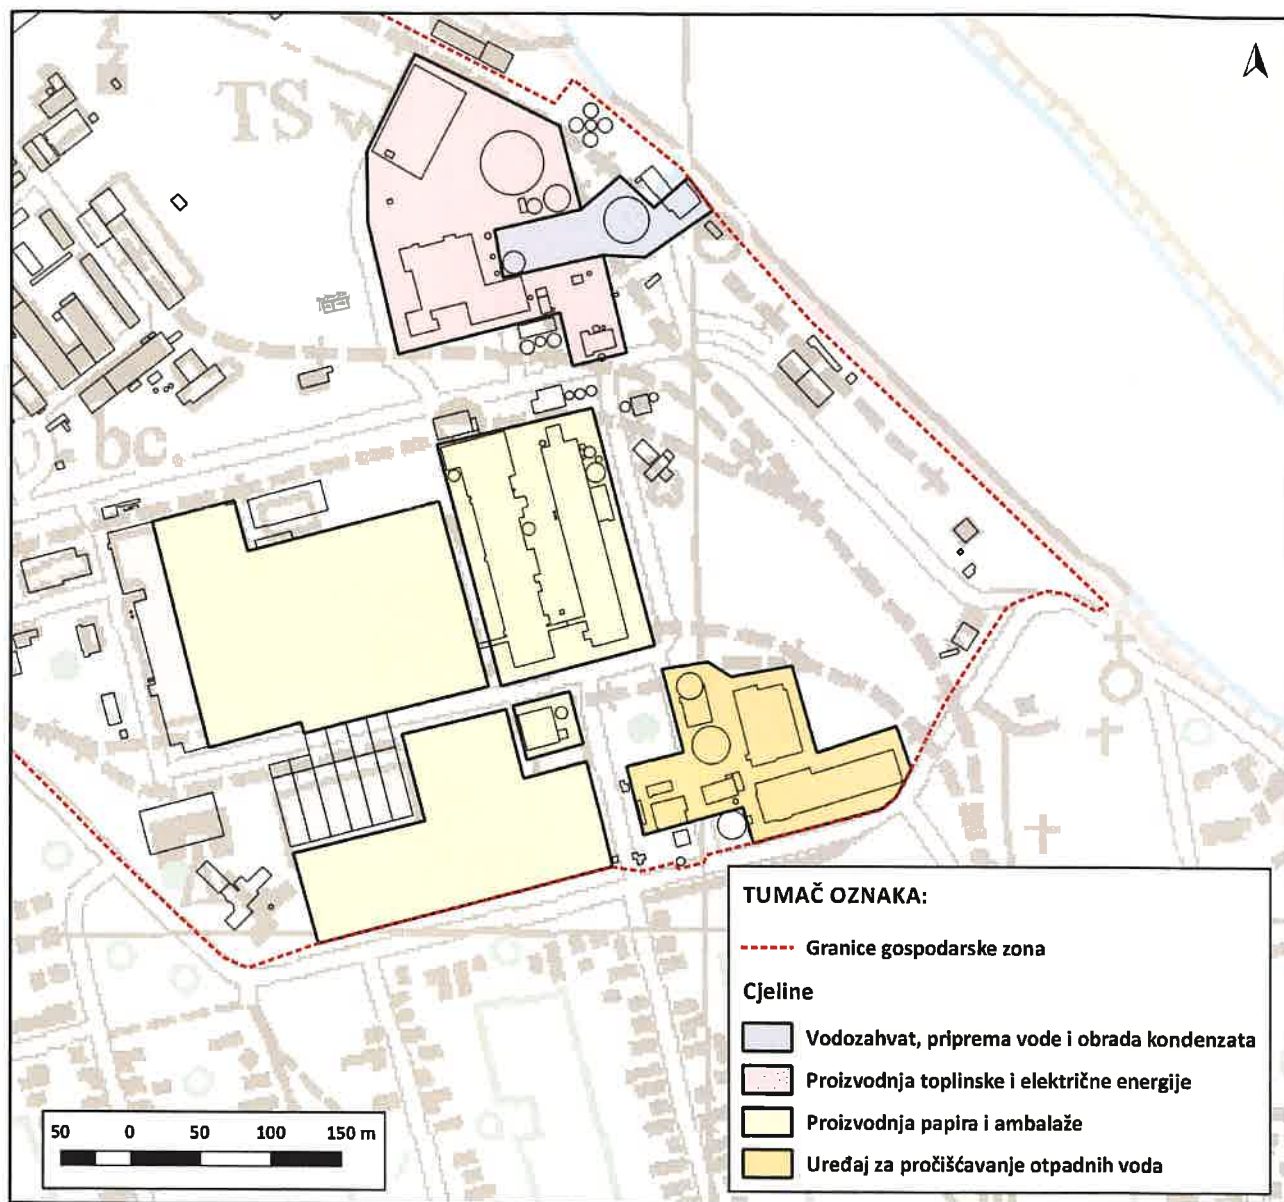 TS
bc.
TUMAČ OZNAKA:
Granice gospodarske zona
Cjeline
Vodozahvat, priprema vode i obrada kondenzata
Proizvodnja toplinske i električne energije
Proizvodnja papira i ambalaže
Uređaj za pročišćavanje otpadnih voda
50 0 50 100 150 m